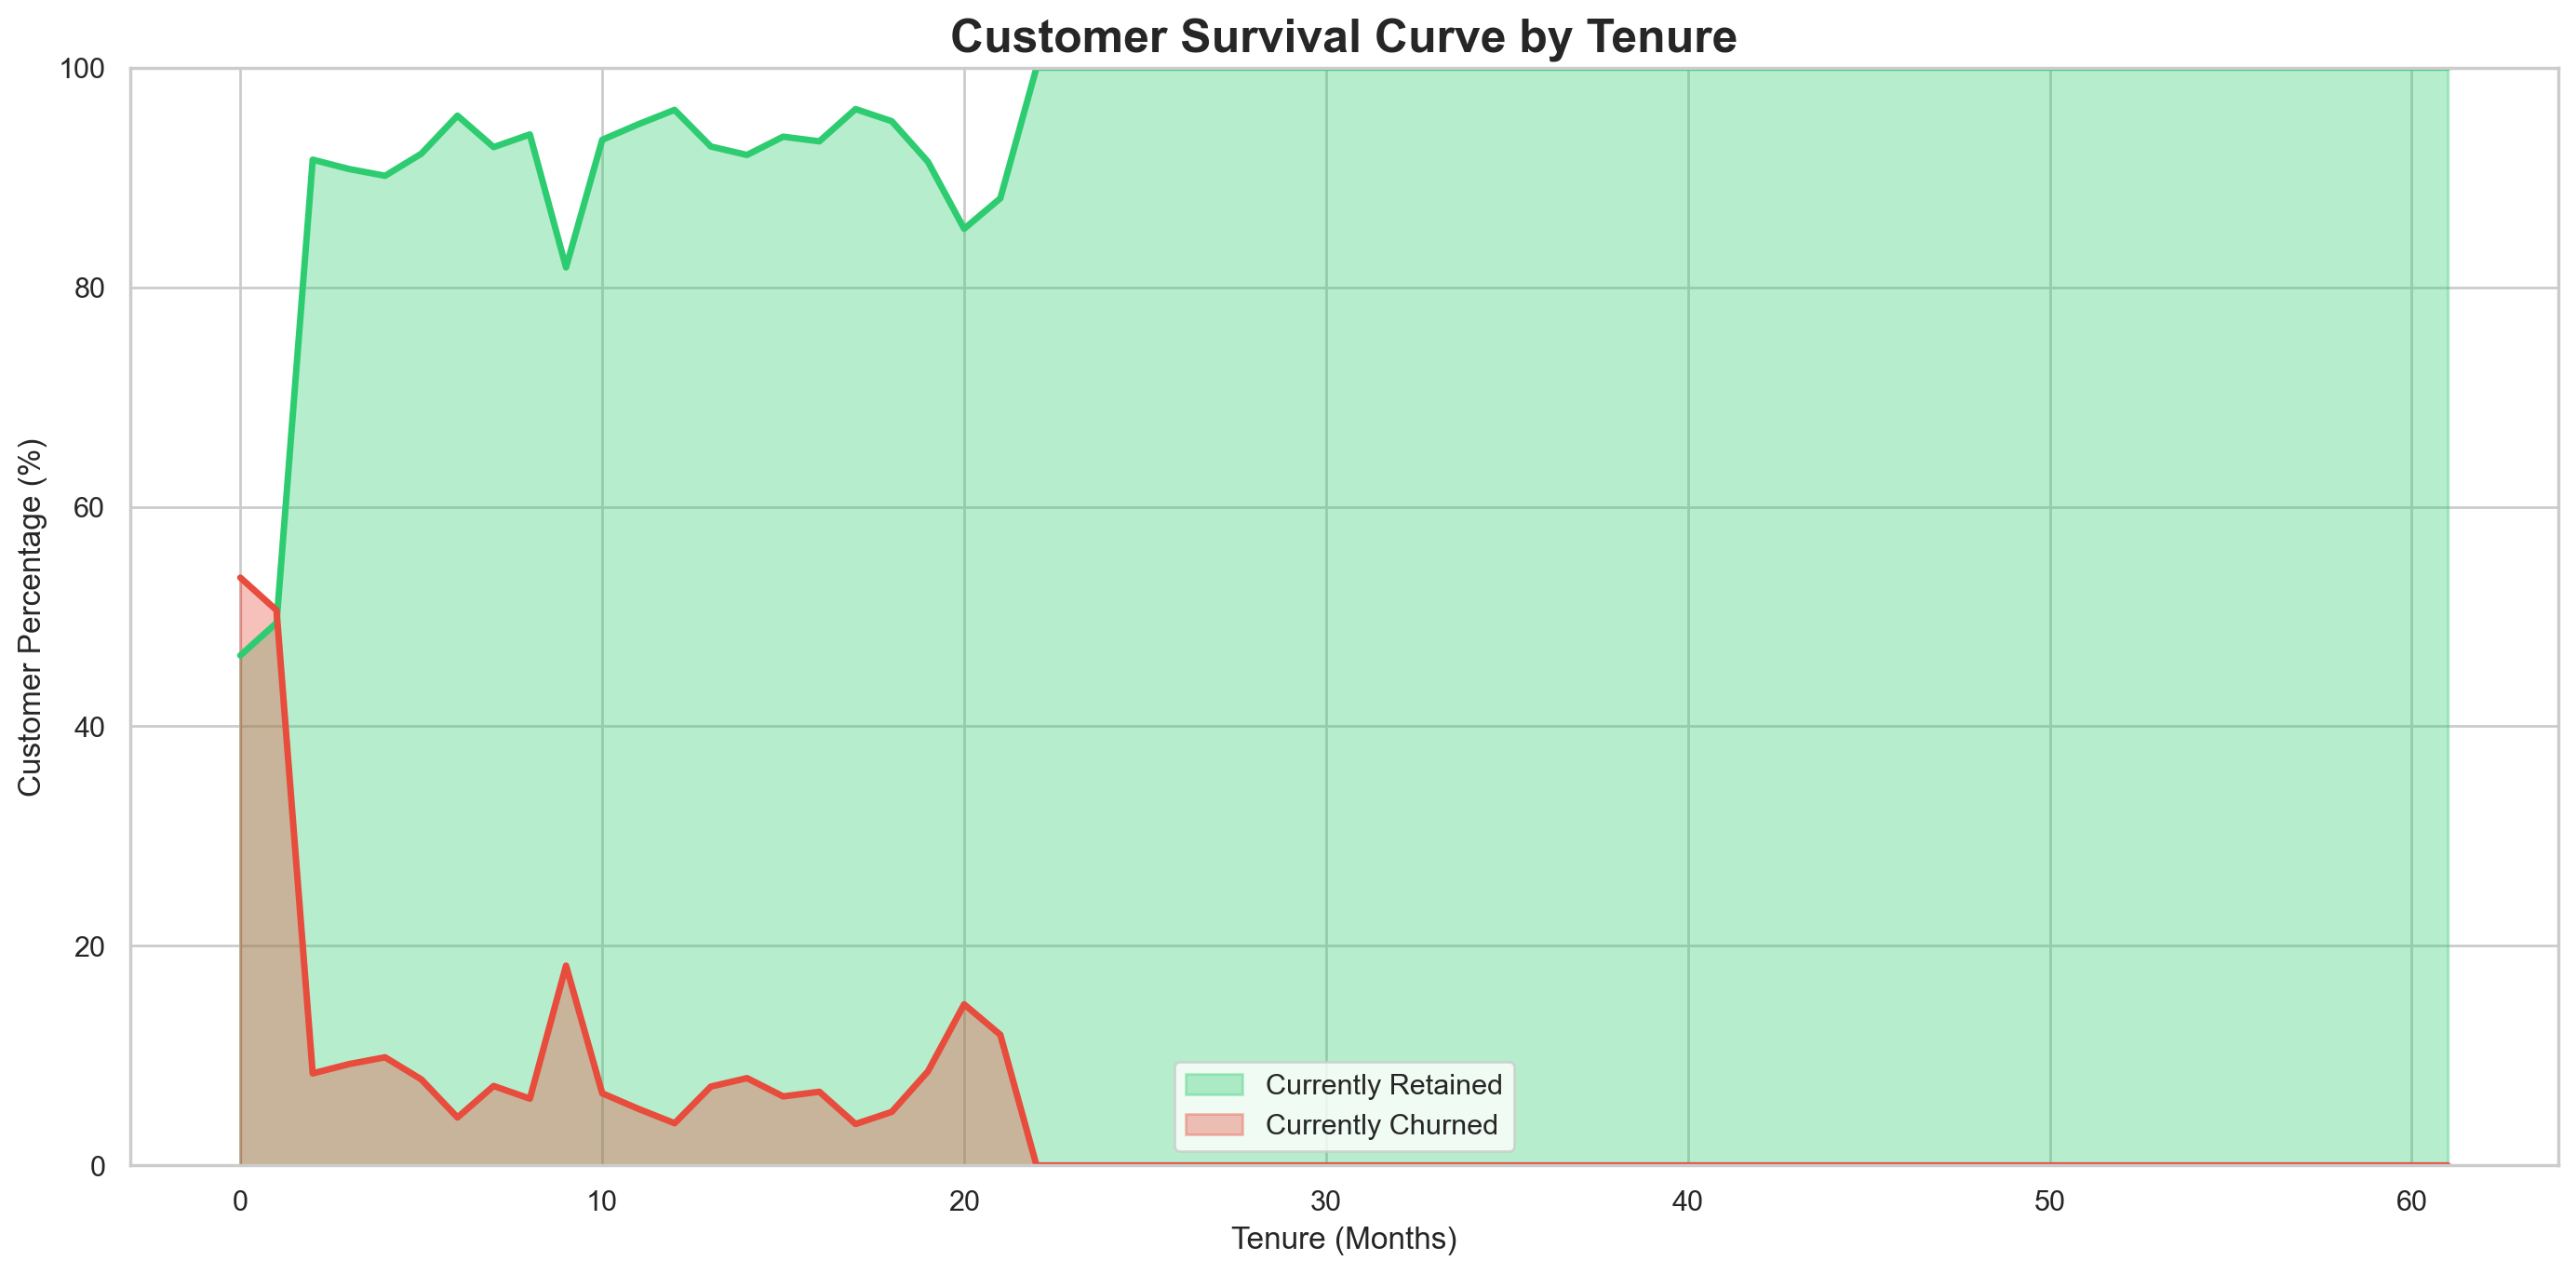 Customer Survival Curve by Tenure
Customer Percentage (%)
100
80
60
40
20
0
Currently Retained
Currently Churned
0 10 20 30 40 50 60
Tenure (Months)